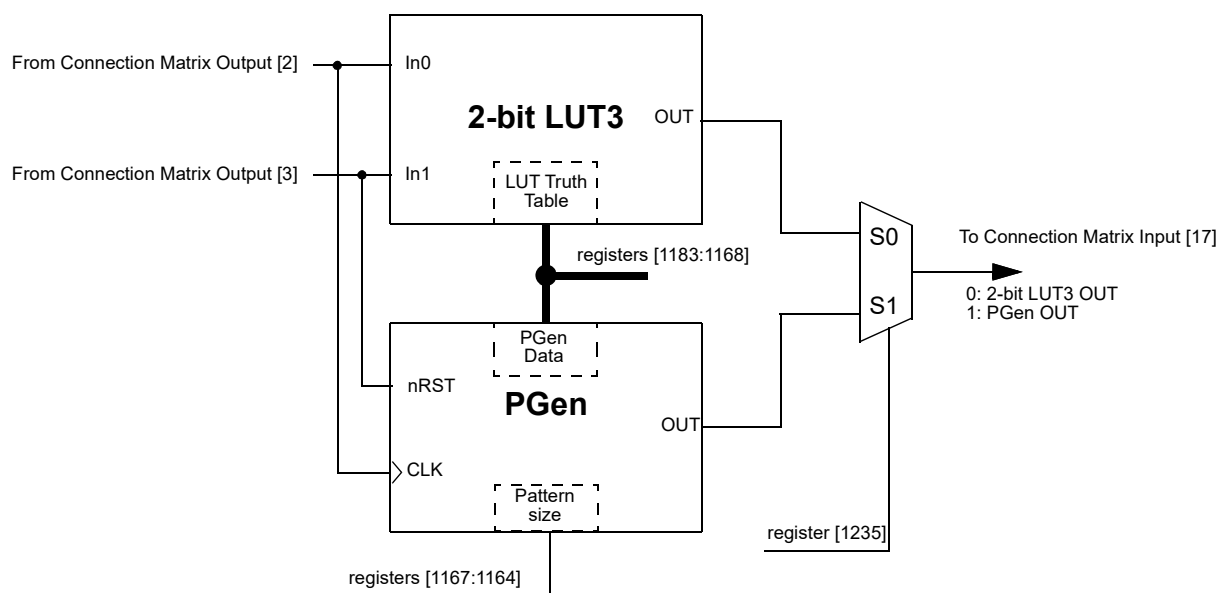 From Connection Matrix Output [2]
In0
2-bit LUT3
OUT
From Connection Matrix Output [3]
In1
LUT Truth
Table
registers [1183:1168]
S0
To Connection Matrix Input [17]
0: 2-bit LUT3 OUT
1: PGen OUT
S1
PGen
Data
nRST
PGen
OUT
CLK
Pattern
size
register [1235]
registers [1167:1164]